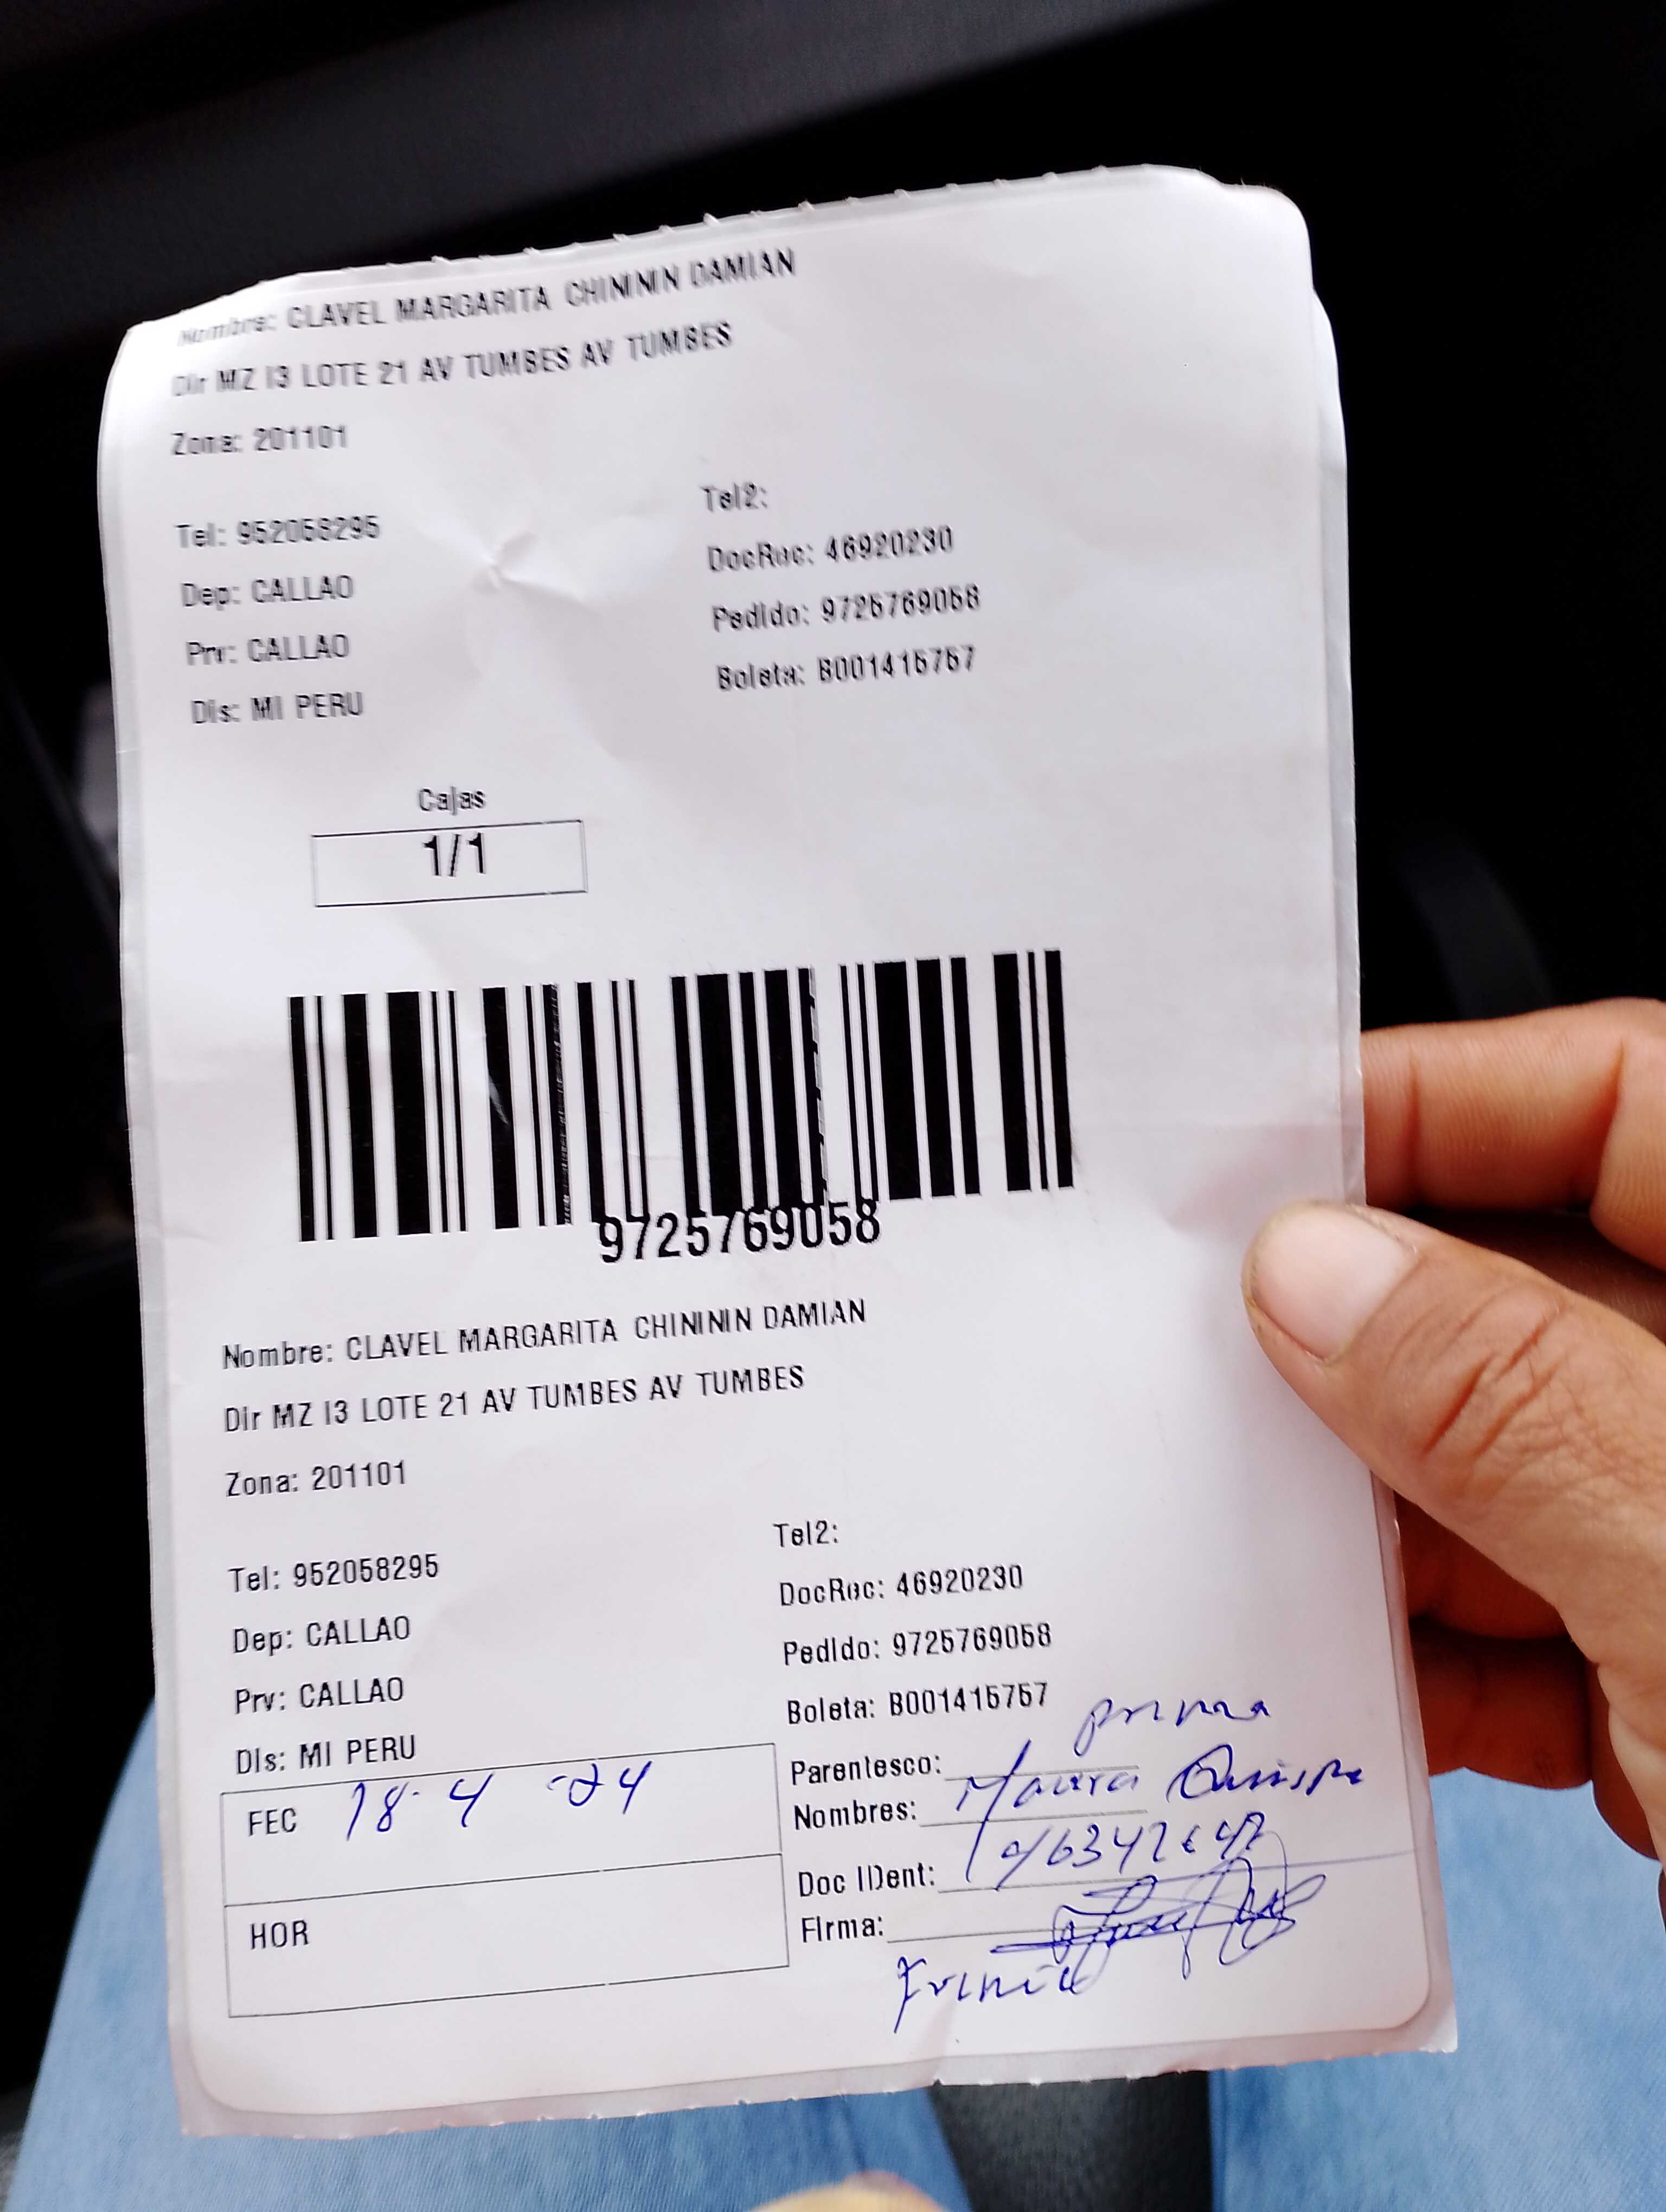 Nombre: CLAVEL MARGARITA CHININÍN DAMIAN
Dir MZ I3 LOTE 21 AV TUMBES AV TUMBES
Zona: 201101
Tel: 952058295
Dep: CALLAO
Prv: CALLAO
Dis: MI PERU
Tel2:
DocRec: 46920230
Pedido: 9725769058
Boleta: B001415757
Cajas
1/1
9725769058
Nombre: CLAVEL MARGARITA CHININÍN DAMIAN
Dir MZ I3 LOTE 21 AV TUMBES AV TUMBES
Zona: 201101
Tel: 952058295
Dep: CALLAO
Prv: CALLAO
Dis: MI PERU
Tel2:
DocRec: 46920230
Pedido: 9725769058
Boleta: B001415757
FEC 18-4-24
HOR
Parentesco: prima
Nombres: Maura Quispe
Doc IDent:
Firma: